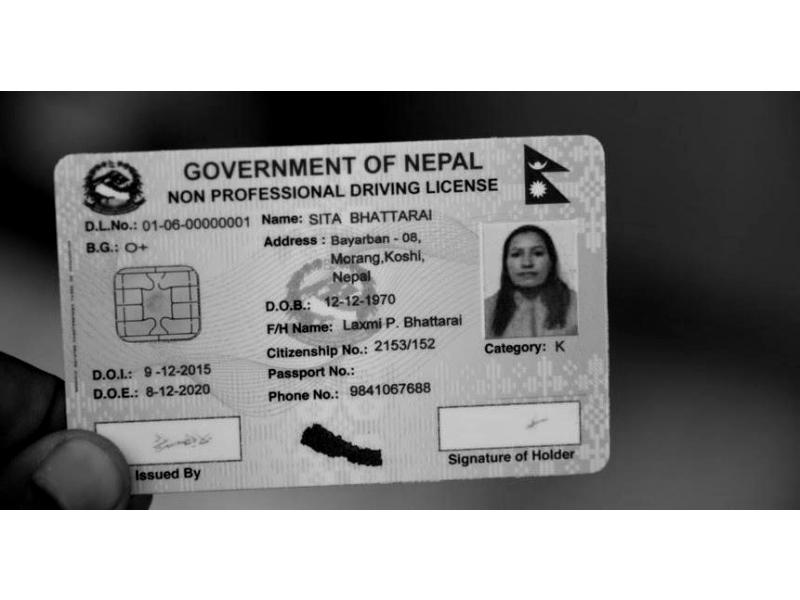 GOVERNMENT OF NEPAL
NON PROFESSIONAL DRIVING LICENSE
D.L.No.: 01-06-00000001
B.G.: O+
Name: SITA BHATTARAI
Address : Bayarban - 08,
Morang,Koshi,
Nepal
D.O.B.: 12-12-1970
F/H Name: Laxmi P. Bhattarai
Citizenship No.: 2153/152
Passport No.:
Phone No.: 9841067688
Category: K
D.O.I.: 9 -12-2015
D.O.E.: 8-12-2020
Issued By
Signature of Holder